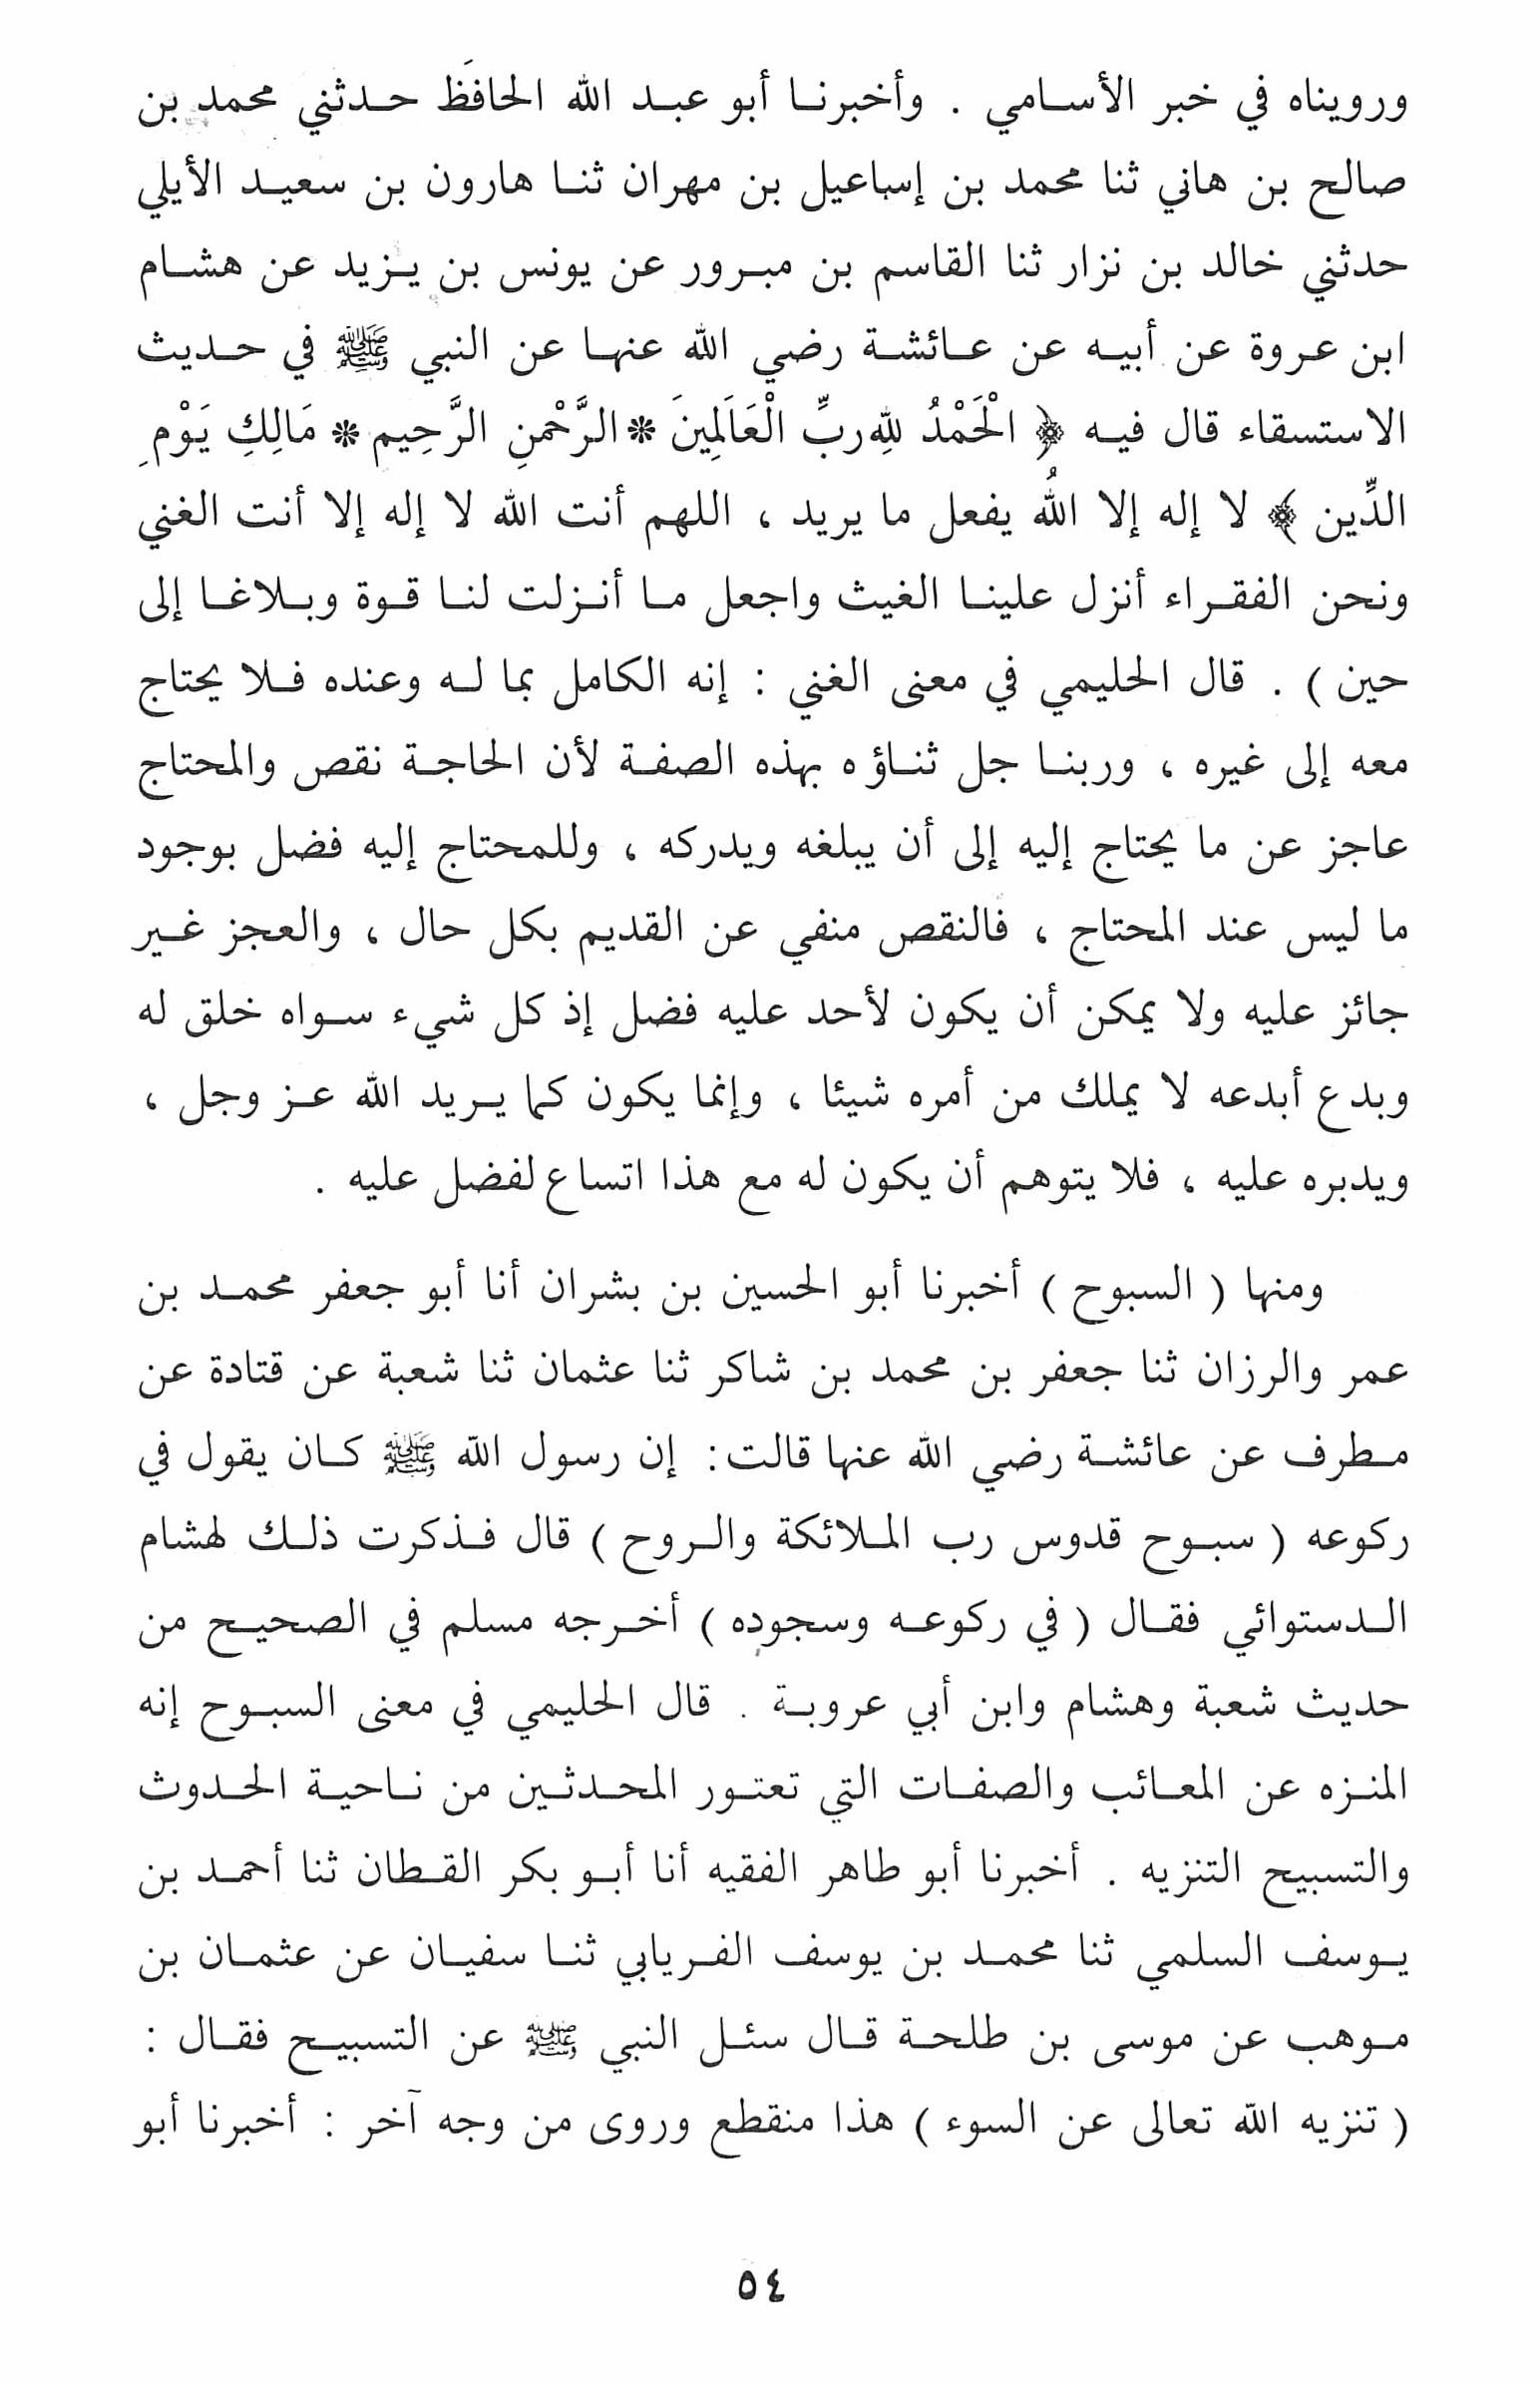 ورويناه في خبر الأسامي . وأخبرنا أبو عبد الله الحافَظ حدثني محمد بن
صالح بن هاني ثنا محمد بن إسماعيل بن مهران ثنا هارون بن سعيد الأيلي
حدثني خالد بن نزار ثنا القاسم بن مبرور عن يونس بن يزيد عن هشام
ابن عروة عن أبيه عن عائشة رضي الله عنها عن النبي ﷺ في حديث
الاستسقاء قال فيه ﴿ الْحَمْدُ لِلّٰهِ رَبِّ الْعَالَمِينَ * الرَّحْمنِ الرَّحِيم * مَالِكِ يَوْمِ
الدِّين ﴾ لا إله إلا اللهُ يفعل ما يريد ، اللهم أنت الله لا إله إلا أنت الغني
ونحن الفقراء أنزل علينا الغيث واجعل ما أنزلت لنا قوة وبلاغا إلى
حين ) . قال الحليمي في معنى الغني : إنه الكامل بما له وعنده فلا يحتاج
معه إلى غيره ، وربنا جل ثناؤه بهذه الصفة لأن الحاجة نقص والمحتاج
عاجز عن ما يحتاج إليه إلى أن يبلغه ويدركه ، وللمحتاج إليه فضل بوجود
ما ليس عند المحتاج ، فالنقص منفي عن القديم بكل حال ، والعجز غير
جائز عليه ولا يمكن أن يكون لأحد عليه فضل إذ كل شيء سواه خلق له
وبدع أبدعه لا يملك من أمره شيئا ، وإنما يكون كما يريد الله عز وجل ،
ويدبره عليه ، فلا يتوهم أن يكون له مع هذا اتساع لفضل عليه .
ومنها ( السبوح ) أخبرنا أبو الحسين بن بشران أنا أبو جعفر محمد بن
عمر والرزان ثنا جعفر بن محمد بن شاكر ثنا عثمان ثنا شعبة عن قتادة عن
مطرف عن عائشة رضي الله عنها قالت: إن رسول الله ﷺ كان يقول في
ركوعه ( سبوح قدوس رب الملائكة والروح ) قال فذكرت ذلك لهشام
الدستوائي فقال ( في ركوعه وسجوده ) أخرجه مسلم في الصحيح من
حديث شعبة وهشام وابن أبي عروبة . قال الحليمي في معنى السبوح إنه
المنزه عن المعائب والصفات التي تعتور المحدثين من ناحية الحدوث
والتسبيح التنزيه . أخبرنا أبو طاهر الفقيه أنا أبو بكر القطان ثنا أحمد بن
يوسف السلمي ثنا محمد بن يوسف الفريابي ثنا سفيان عن عثمان بن
موهب عن موسى بن طلحة قال سئل النبي ﷺ عن التسبيح فقال :
( تنزيه الله تعالى عن السوء ) هذا منقطع وروى من وجه آخر : أخبرنا أبو
٥٤